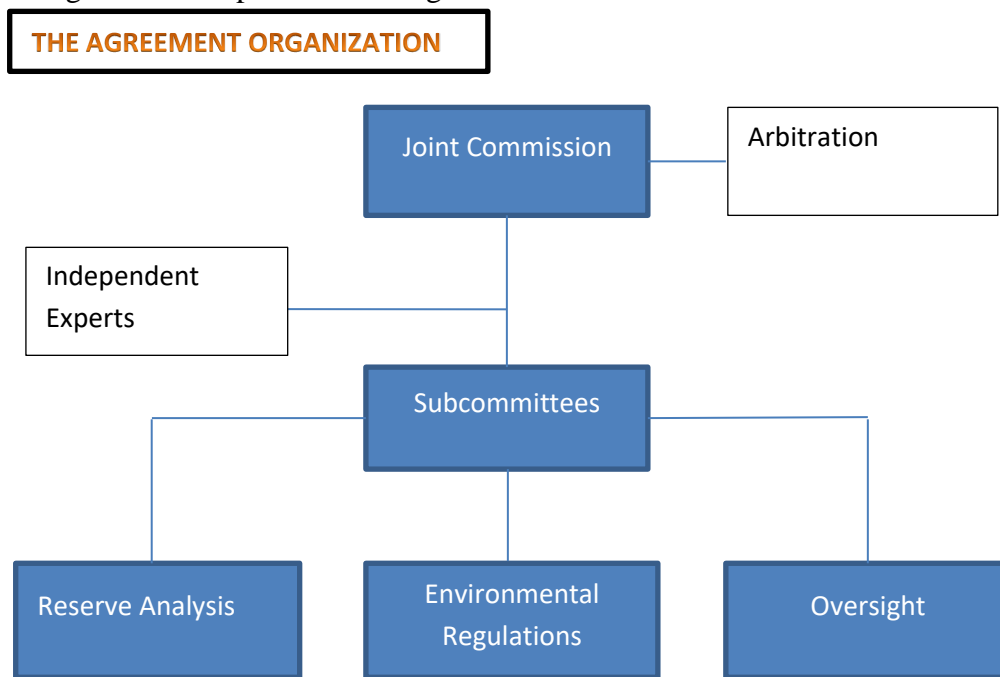 THE AGREEMENT ORGANIZATION
Joint Commission
Arbitration
Independent
Experts
Subcommittees
Reserve Analysis
Environmental
Regulations
Oversight